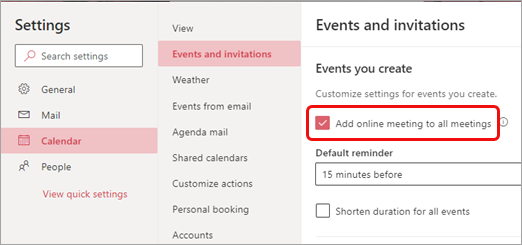 Settings
Search settings
General
Mail
Calendar
People
View quick settings
View
Events and invitations
Weather
Events from email
Agenda mail
Shared calendars
Customize actions
Personal booking
Accounts
Events and invitations
Events you create
Customize settings for events you create.
Add online meeting to all meetings
Default reminder
15 minutes before
Shorten duration for all events